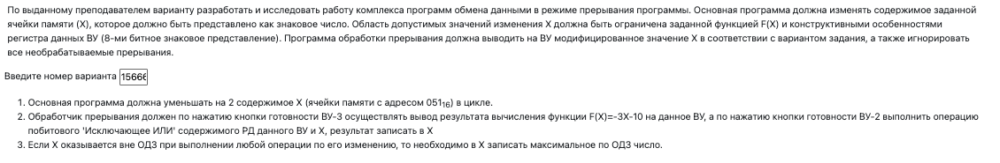 По выданному преподавателем варианту разработать и исследовать работу комплекса программ обмена данными в режиме прерывания программы. Основная программа должна изменять содержимое заданной
ячейки памяти (X), которое должно быть представлено как знаковое число. Область допустимых значений изменения X должна быть ограничена заданной функцией F(X) и конструктивными особенностями
регистра данных ВУ (8-ми битное знаковое представление). Программа обработки прерывания должна выводить на ВУ модифицированное значение X в соответствии с вариантом задания, а также игнорировать
все необрабатываемые прерывания.
Введите номер варианта 15666
1. Основная программа должна уменьшать на 2 содержимое X (ячейки памяти с адресом 051₁₆) в цикле.
2. Обработчик прерывания должен по нажатию кнопки готовности ВУ-3 осуществлять вывод результата вычисления функции F(X)=-3X-10 на данное ВУ, а по нажатию кнопки готовности ВУ-2 выполнить операцию
побитового 'Исключающее ИЛИ' содержимого РД данного ВУ и X, результат записать в X
3. Если X оказывается вне ОДЗ при выполнении любой операции по его изменению, то необходимо в X записать максимальное по ОДЗ число.